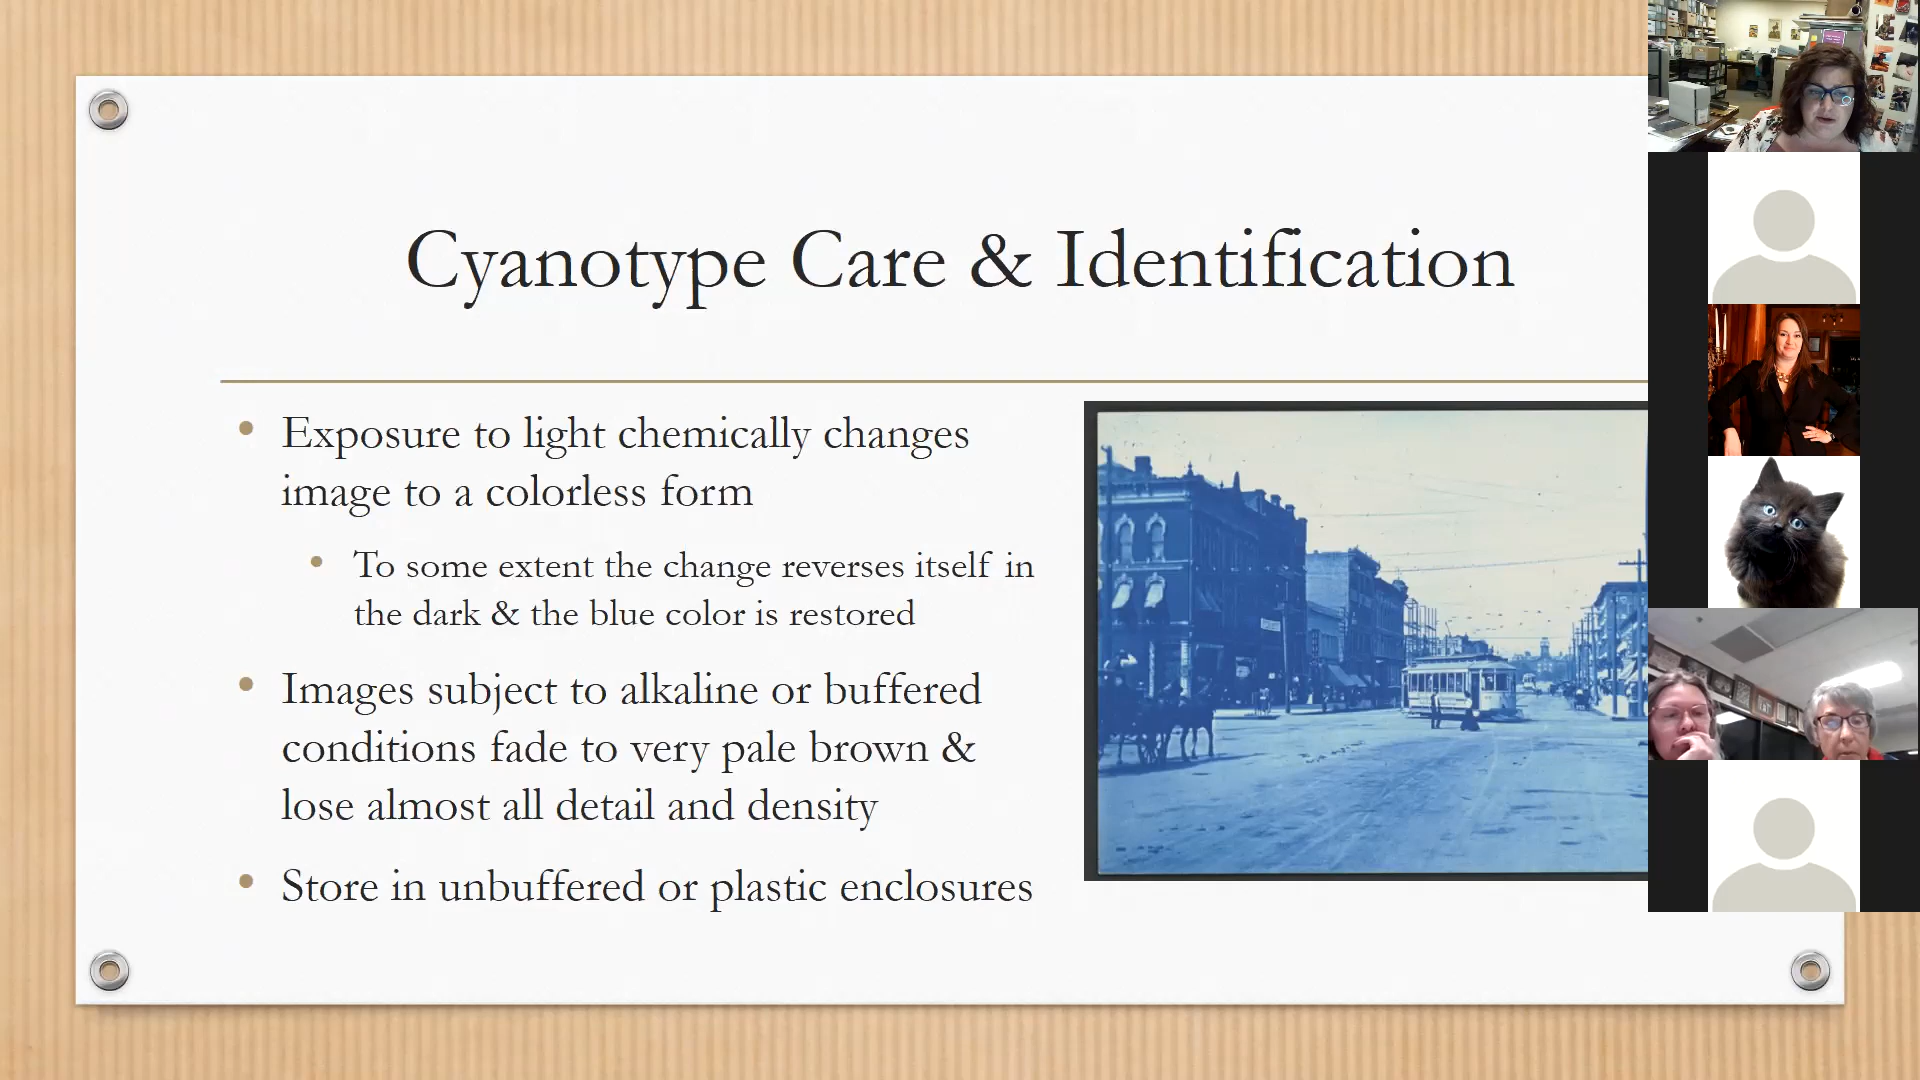 Cyanotype Care & Identification
Exposure to light chemically changes
image to a colorless form
To some extent the change reverses itself in
the dark & the blue color is restored
Images subject to alkaline or buffered
conditions fade to very pale brown &
lose almost all detail and density
Store in unbuffered or plastic enclosures